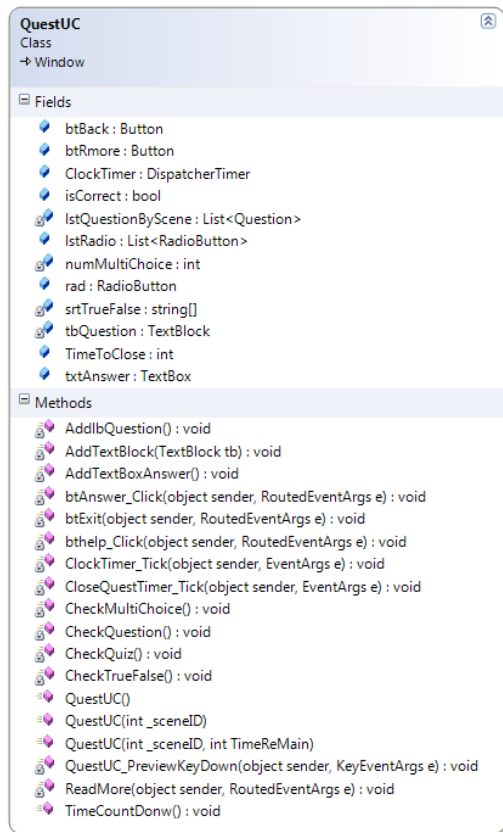 QuestUC
Class
Window
Fields
btBack : Button
btRmore : Button
ClockTimer : DispatcherTimer
isCorrect : bool
lstQuestionByScene : List<Question>
lstRadio : List<RadioButton>
numMultiChoice : int
rad : RadioButton
srtTrueFalse : string[]
tbQuestion : TextBlock
TimeToClose : int
txtAnswer : TextBox
Methods
AddlbQuestion() : void
AddTextBlock(TextBlock tb) : void
AddTextBoxAnswer() : void
btAnswer_Click(object sender, RoutedEventArgs e) : void
btExit(object sender, RoutedEventArgs e) : void
bthelp_Click(object sender, RoutedEventArgs e) : void
ClockTimer_Tick(object sender, EventArgs e) : void
CloseQuestTimer_Tick(object sender, EventArgs e) : void
CheckMultiChoice() : void
CheckQuestion() : void
CheckQuiz() : void
CheckTrueFalse() : void
QuestUC()
QuestUC(int _sceneID)
QuestUC(int _sceneID, int TimeReMain)
QuestUC_PreviewKeyDown(object sender, KeyEventArgs e) : void
ReadMore(object sender, RoutedEventArgs e) : void
TimeCountDonw() : void